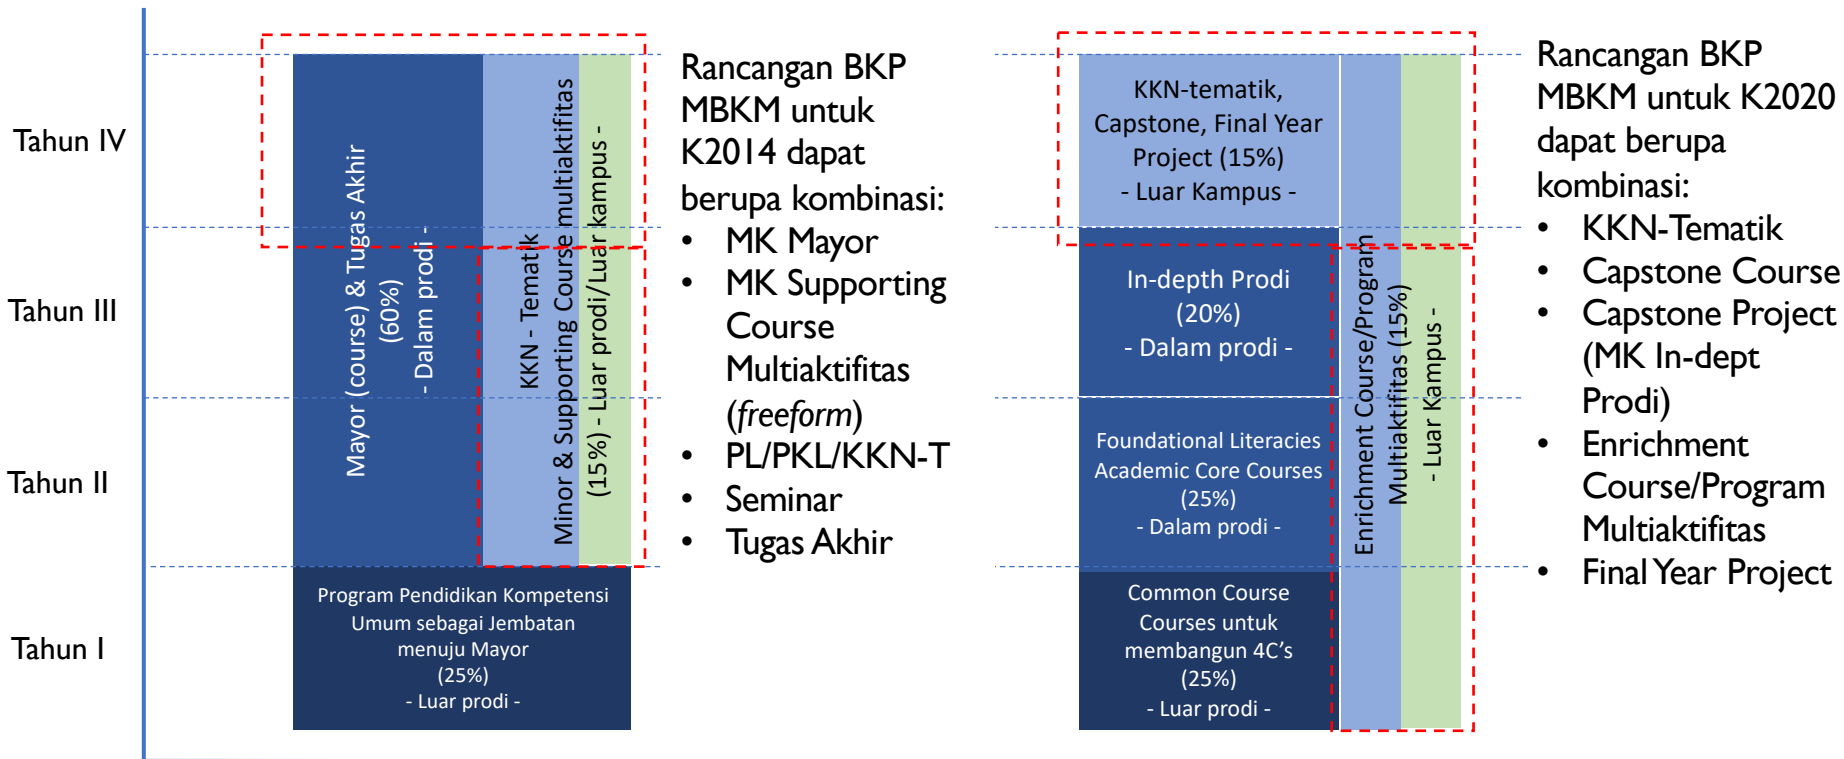 Tahun IV
Tahun III
Tahun II
Tahun I
Mayor (course) & Tugas Akhir
(60%)
- Dalam prodi -
KKN - Tematik
Minor & Supporting Course multiaktifitas
(15%) - Luar prodi/Luar kampus -
Program Pendidikan Kompetensi
Umum sebagai Jembatan
menuju Mayor
(25%)
- Luar prodi -
Rancangan BKP
MBKM untuk
K2014 dapat
berupa kombinasi:
• MK Mayor
• MK Supporting
Course
Multiaktifitas
(freeform)
• PL/PKL/KKN-T
• Seminar
• Tugas Akhir
KKN-tematik,
Capstone, Final Year
Project (15%)
- Luar Kampus -
In-depth Prodi
(20%)
- Dalam prodi -
Foundational Literacies
Academic Core Courses
(25%)
- Dalam prodi -
Common Course
Courses untuk
membangun 4C’s
(25%)
- Luar prodi -
Enrichment Course/Program
Multiaktifitas (15%)
- Luar Kampus -
Rancangan BKP
MBKM untuk K2020
dapat berupa
kombinasi:
• KKN-Tematik
• Capstone Course
• Capstone Project
(MK In-dept
Prodi)
• Enrichment
Course/Program
Multiaktifitas
• Final Year Project